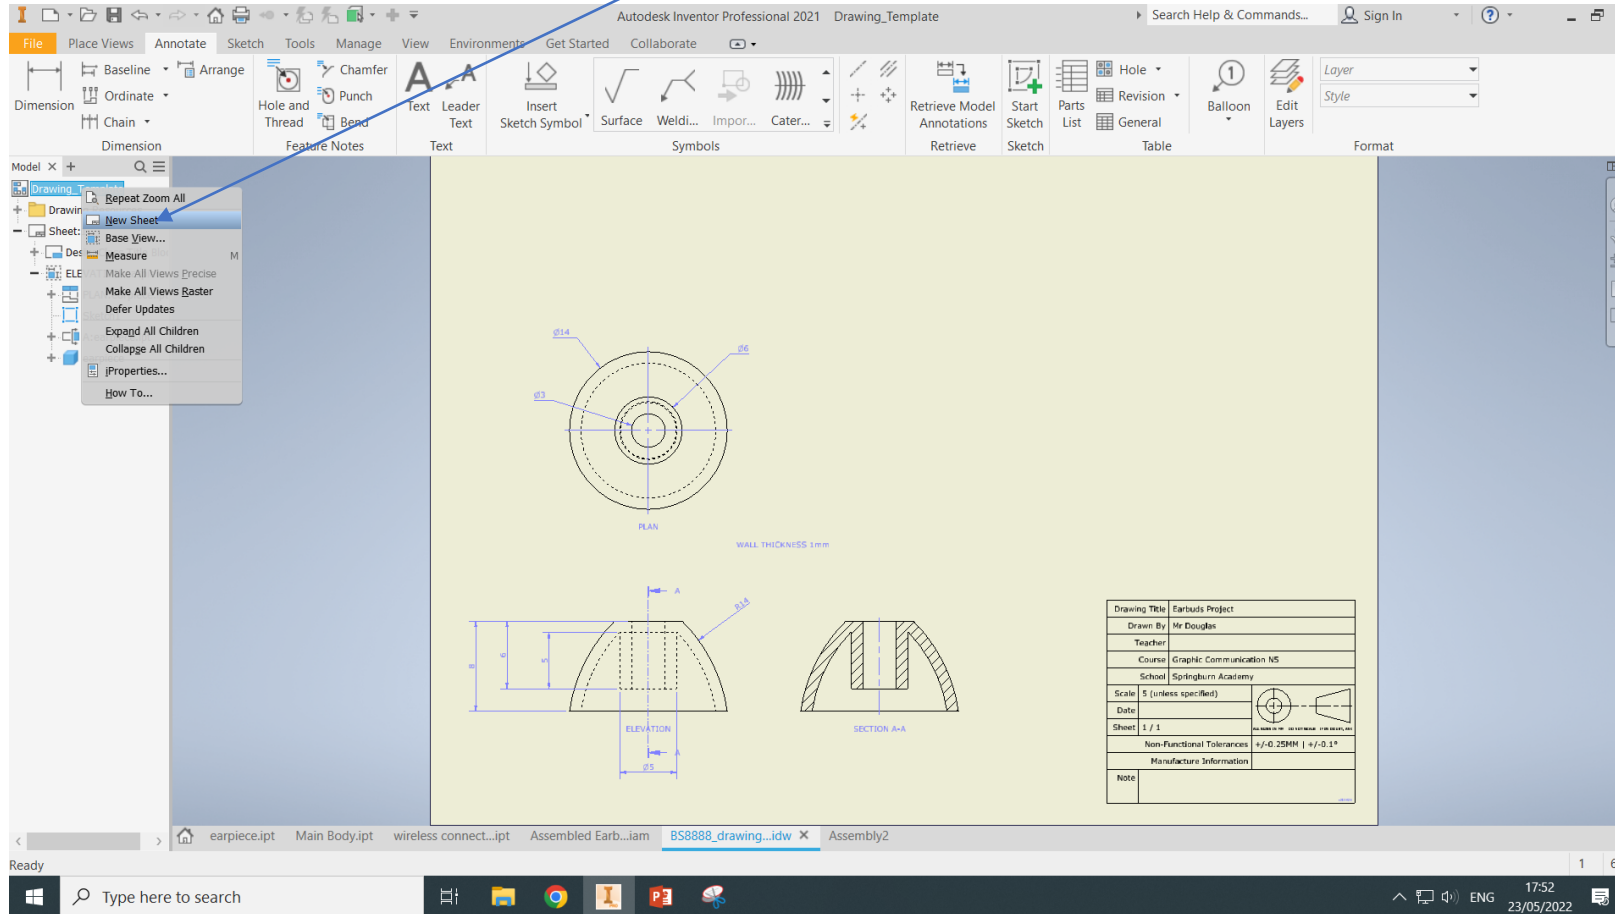 Autodesk Inventor Professional 2021 Drawing_Template
Search Help & Commands...
Sign In
File Place Views Annotate Sketch Tools Manage View Environments Get Started Collaborate
Dimension
Baseline
Ordinate
Chain
Arrange
Dimension
Hole and Thread
Chamfer
Punch
Bend
Feature Notes
Text
Leader Text
Text
Insert Sketch Symbol
Surface Weldi... Impor... Cater...
Symbols
Retrieve Model Annotations
Retrieve
Start Sketch
Sketch
Parts List
Hole
Revision
General
Balloon
Table
Edit Layers
Layer
Style
Format
Model
Drawing_Template
Sheet:
Repeat Zoom All
New Sheet
Base View...
Measure M
Make All Views Precise
Make All Views Raster
Defer Updates
Expand All Children
Collapse All Children
iProperties...
How To...
Ø14
Ø6
Ø3
PLAN
WALL THICKNESS 1mm
A
R14
8
6
5
ELEVATION
A
Ø5
SECTION A-A
Drawing Title Earbuds Project
Drawn By Mr Douglas
Teacher
Course Graphic Communication N5
School Springburn Academy
Scale 5 (unless specified)
Date
Sheet 1 / 1
Non-Functional Tolerances +/-0.25MM | +/-0.1°
Manufacture Information
Note
earpiece.ipt Main Body.ipt wireless connect...ipt Assembled Earb...iam BS8888_drawing...idw Assembly2
Ready
1 6
Type here to search
ENG
17:52
23/05/2022